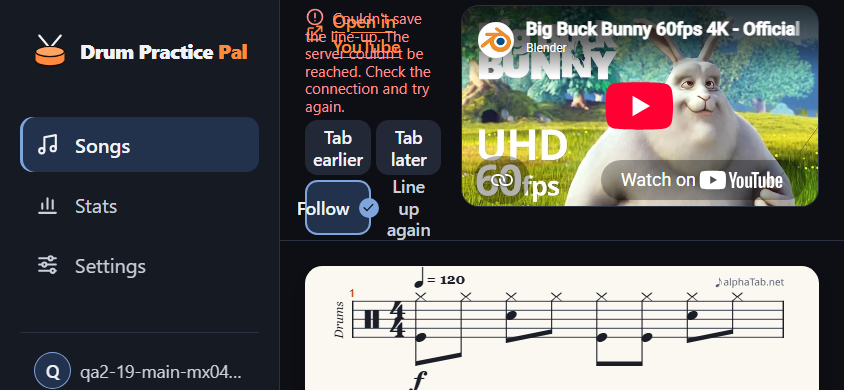 Drum Practice Pal
Songs
Stats
Settings
qa2-19-main-mx04...
Open in
YouTube
Couldn't save
the line-up. The
server couldn't be
reached. Check the
connection and try
again.
Tab
earlier
Tab
later
Follow
Line
up
again
Big Buck Bunny 60fps 4K - Official
Blender
BUNNY
UHD
60fps
Watch on YouTube
= 120
alphaTab.net
1
Drums
4
4
f